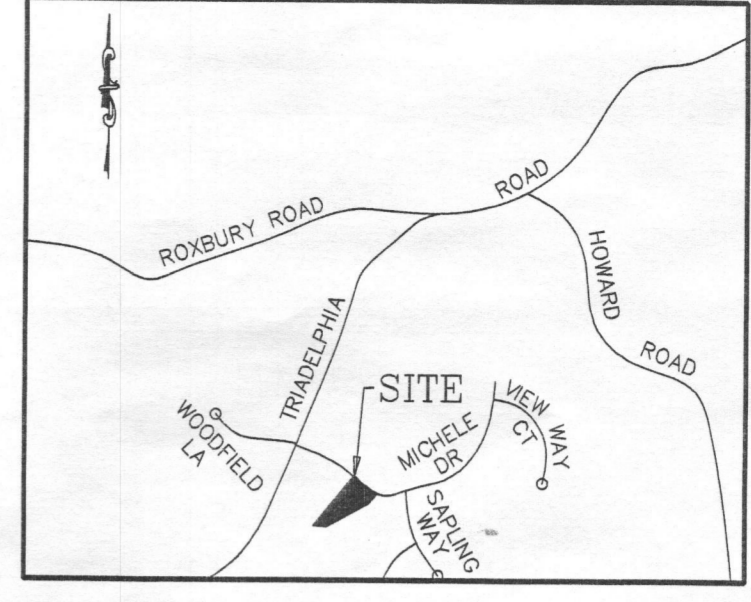 ROAD
ROXBURY ROAD
HOWARD
ROAD
TRIADELPHIA
SITE
WOODFIELD
LA
MICHELE
DR
VIEW WAY
CT
SAPLING
WAY